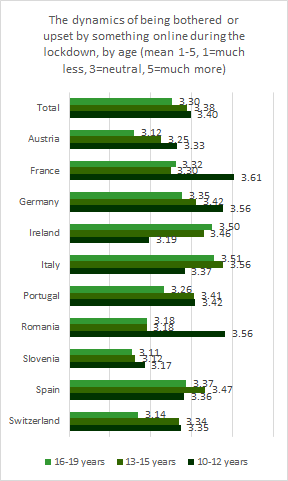 The dynamics of being bothered or
upset by something online during the
lockdown, by age (mean 1-5, 1=much
less, 3=neutral, 5=much more)
Total
3.30
3.38
3.40
Austria
3.12
3.25
3.33
France
3.32
3.30
3.61
Germany
3.35
3.42
3.56
Ireland
3.50
3.46
3.19
Italy
3.51
3.56
3.37
Portugal
3.26
3.41
3.42
Romania
3.18
3.18
3.56
Slovenia
3.11
3.12
3.17
Spain
3.37
3.47
3.36
Switzerland
3.14
3.34
3.35
16-19 years 13-15 years 10-12 years